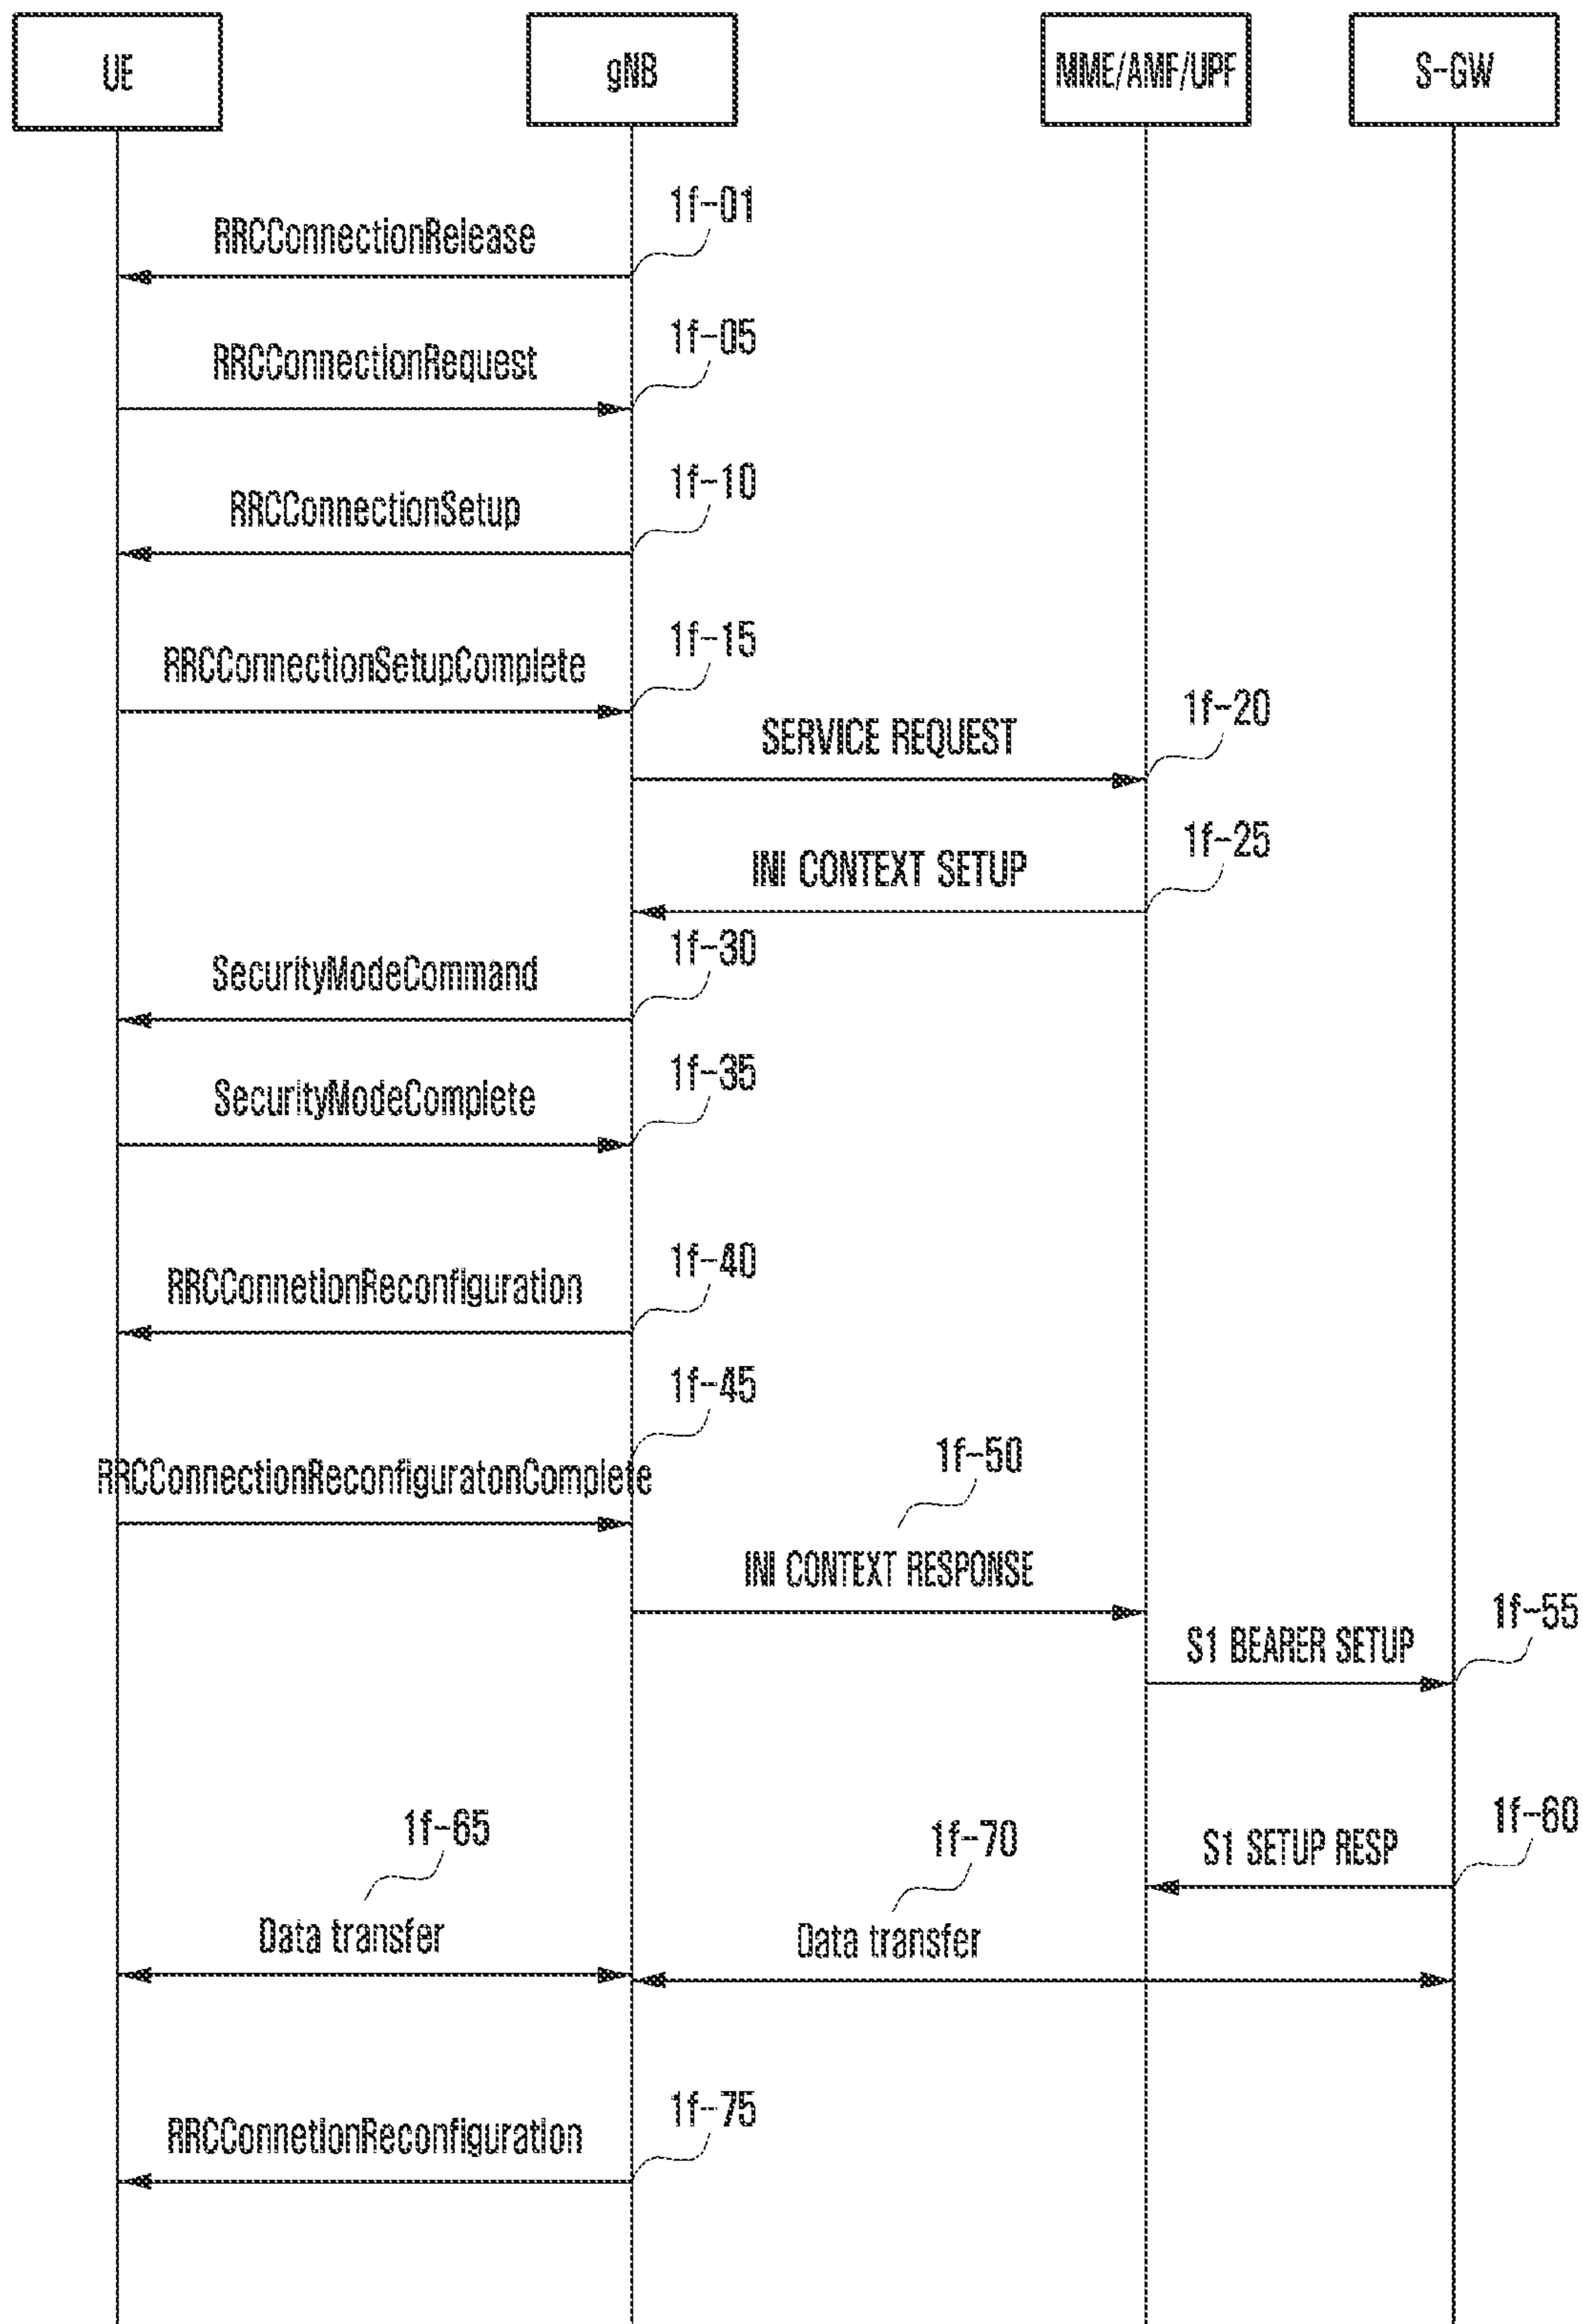 UE
gNB
MME/AMF/UPF
S-GW
1f-01
RRCConnectionRelease
1f-05
RRCConnectionRequest
1f-10
RRCConnectionSetup
1f-15
RRCConnectionSetupComplete
1f-20
SERVICE REQUEST
1f-25
INI CONTEXT SETUP
1f-30
SecurityModeCommand
1f-35
SecurityModeComplete
1f-40
RRCConnetionReconfiguration
1f-45
RRCConnectionReconfiguratonComplete
1f-50
INI CONTEXT RESPONSE
1f-55
S1 BEARER SETUP
1f-60
S1 SETUP RESP
1f-65
Data transfer
1f-70
Data transfer
1f-75
RRCConnetionReconfiguration